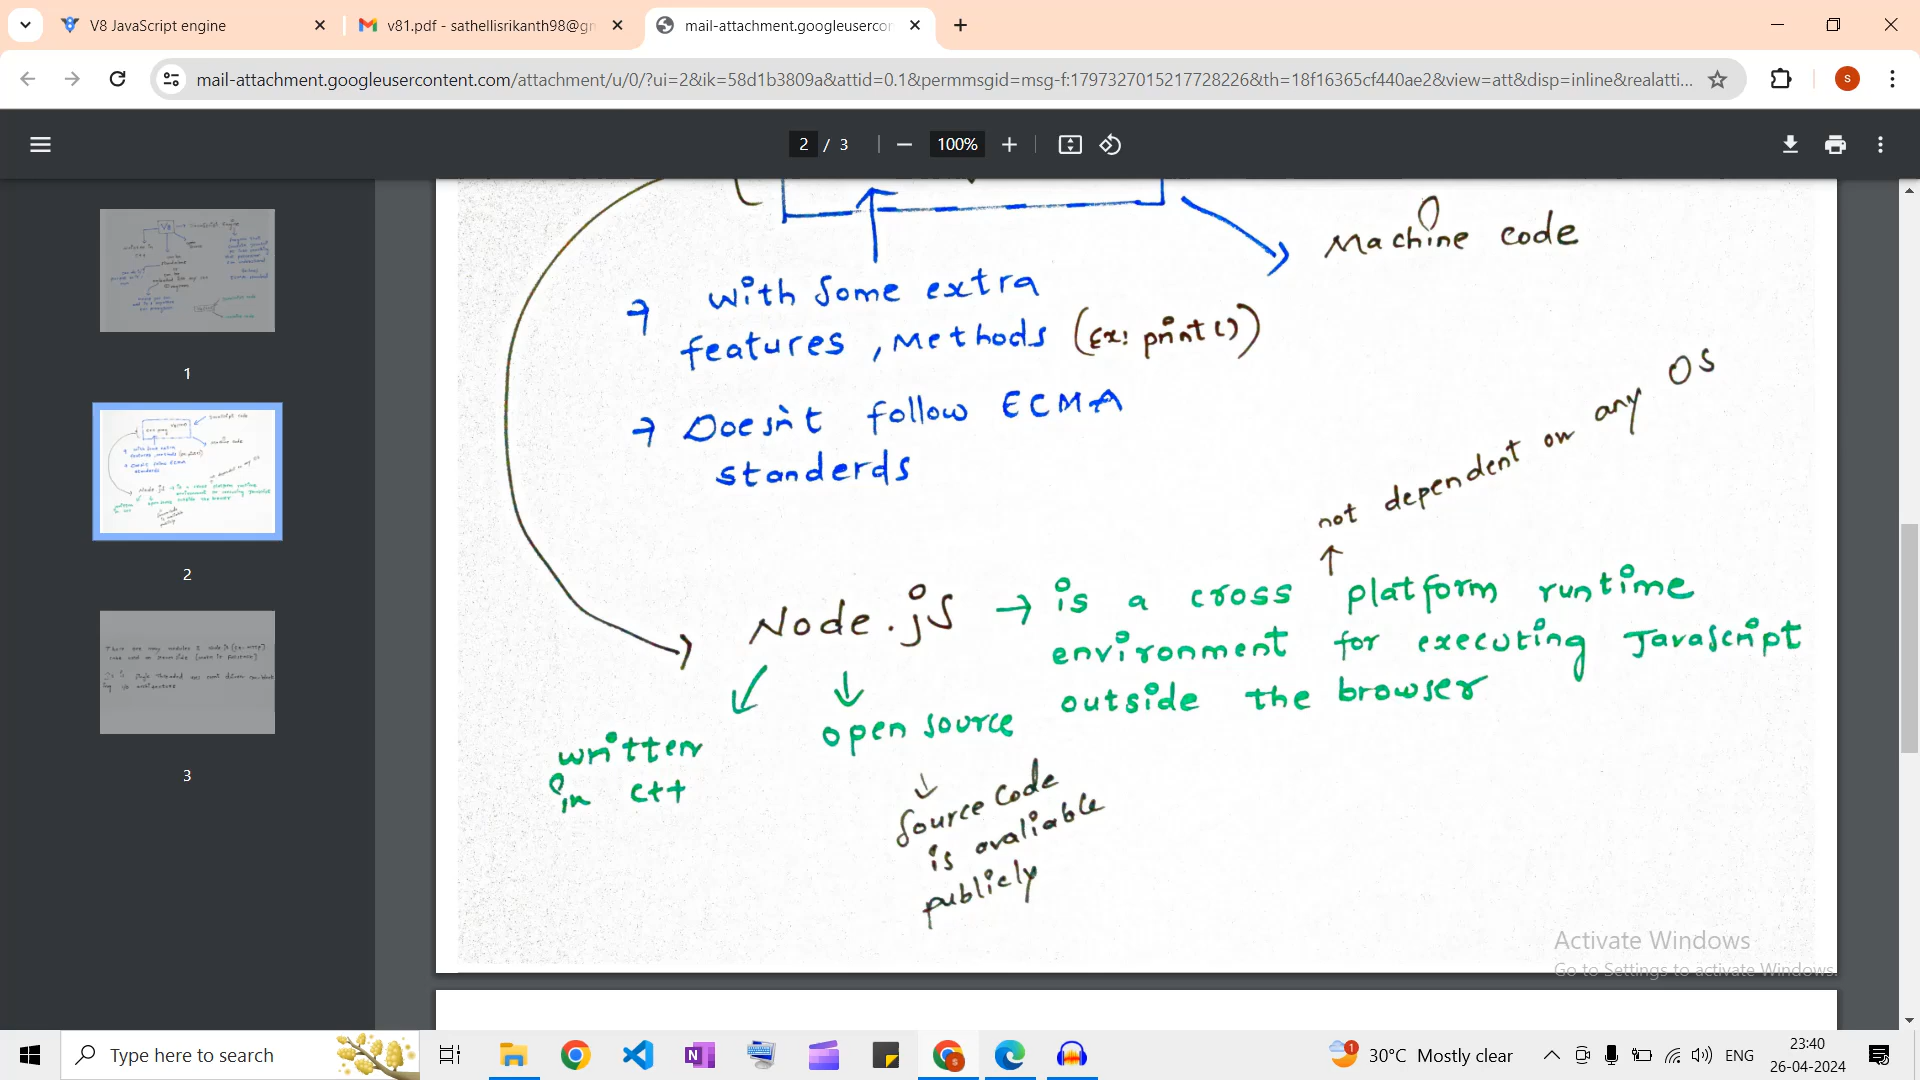 V8 JavaScript engine
v81.pdf - sathellisrikanth98@gm
mail-attachment.googleusercon
mail-attachment.googleusercontent.com/attachment/u/0/?ui=2&ik=58d1b3809a&attid=0.1&permmsgid=msg-f:1797327015217728226&th=18f16365cf440ae2&view=att&disp=inline&realatti...
S
2 / 3
100%
1
2
3
Machine code
→ with some extra
features, Methods (Ex: print())
→ Doesn't follow ECMA
standerds
not dependent on any OS
Node.js → is a cross platform runtime
environment for executing Javascript
outside the browser
written
in c++
open source
Source code
is avaliable
publicly
Activate Windows
Go to Settings to activate Windows.
Type here to search
1
30°C Mostly clear
ENG
23:40
26-04-2024